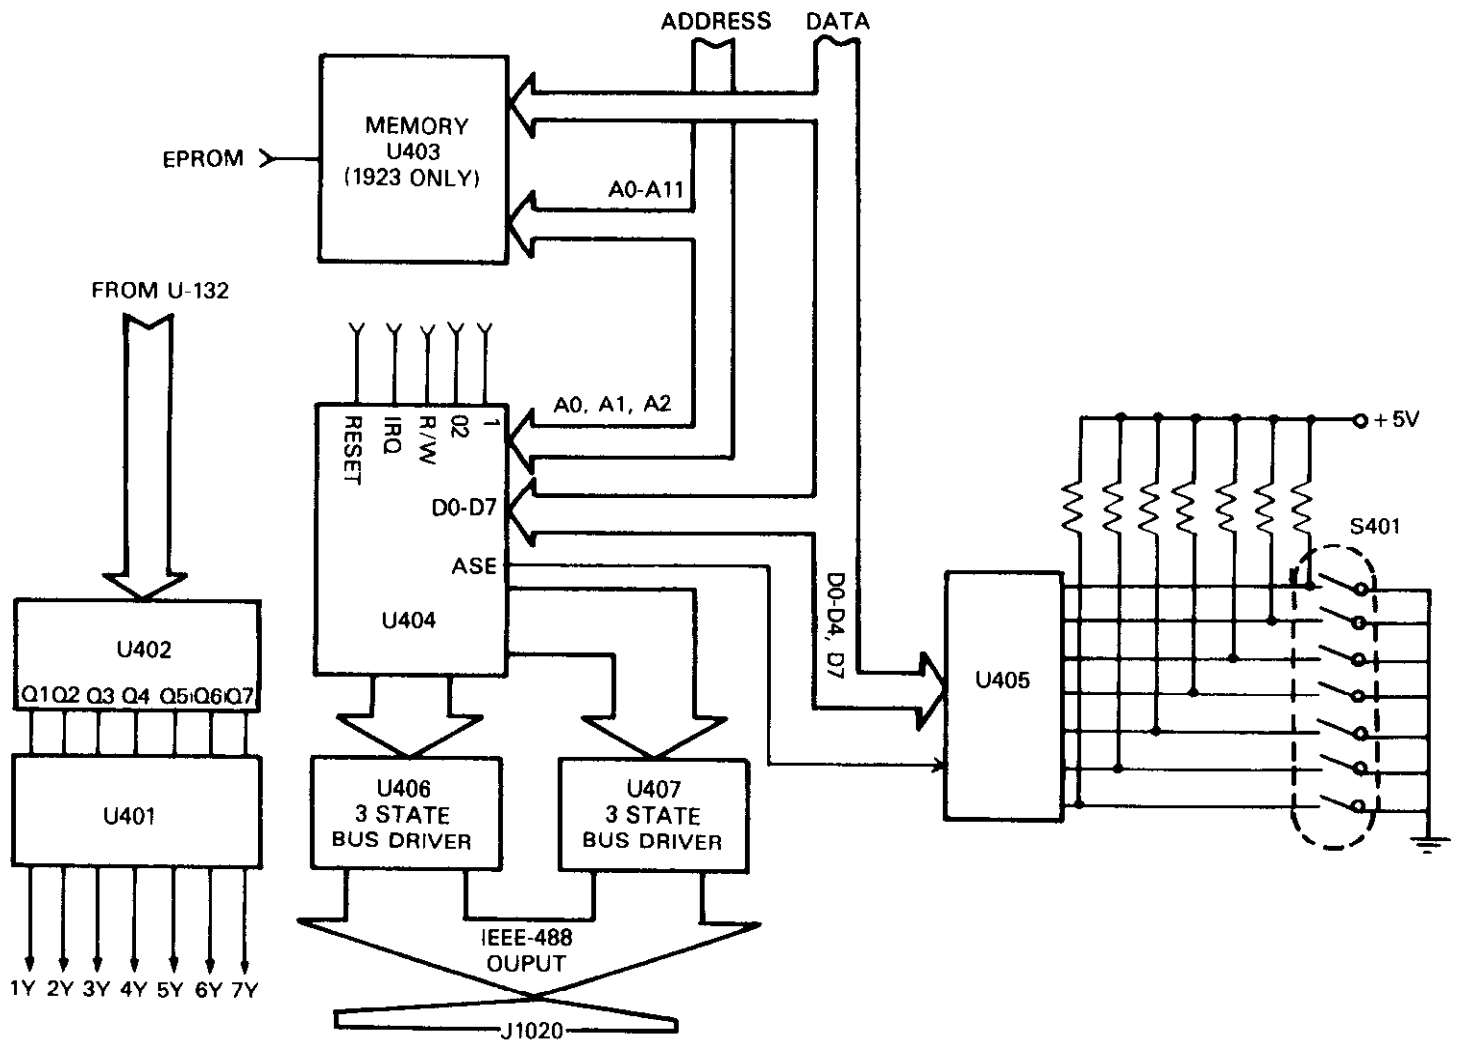 ADDRESS DATA
MEMORY
U403
(1923 ONLY)
EPROM
A0-A11
FROM U-132
A0, A1, A2
RESET
IRQ
R/W
02
1
D0-D7
ASE
U404
D0-D4, D7
+5V
S401
U405
U402
Q1 Q2 Q3 Q4 Q5 Q6 Q7
U401
1Y 2Y 3Y 4Y 5Y 6Y 7Y
U406
3 STATE
BUS DRIVER
U407
3 STATE
BUS DRIVER
IEEE-488
OUPUT
J1020